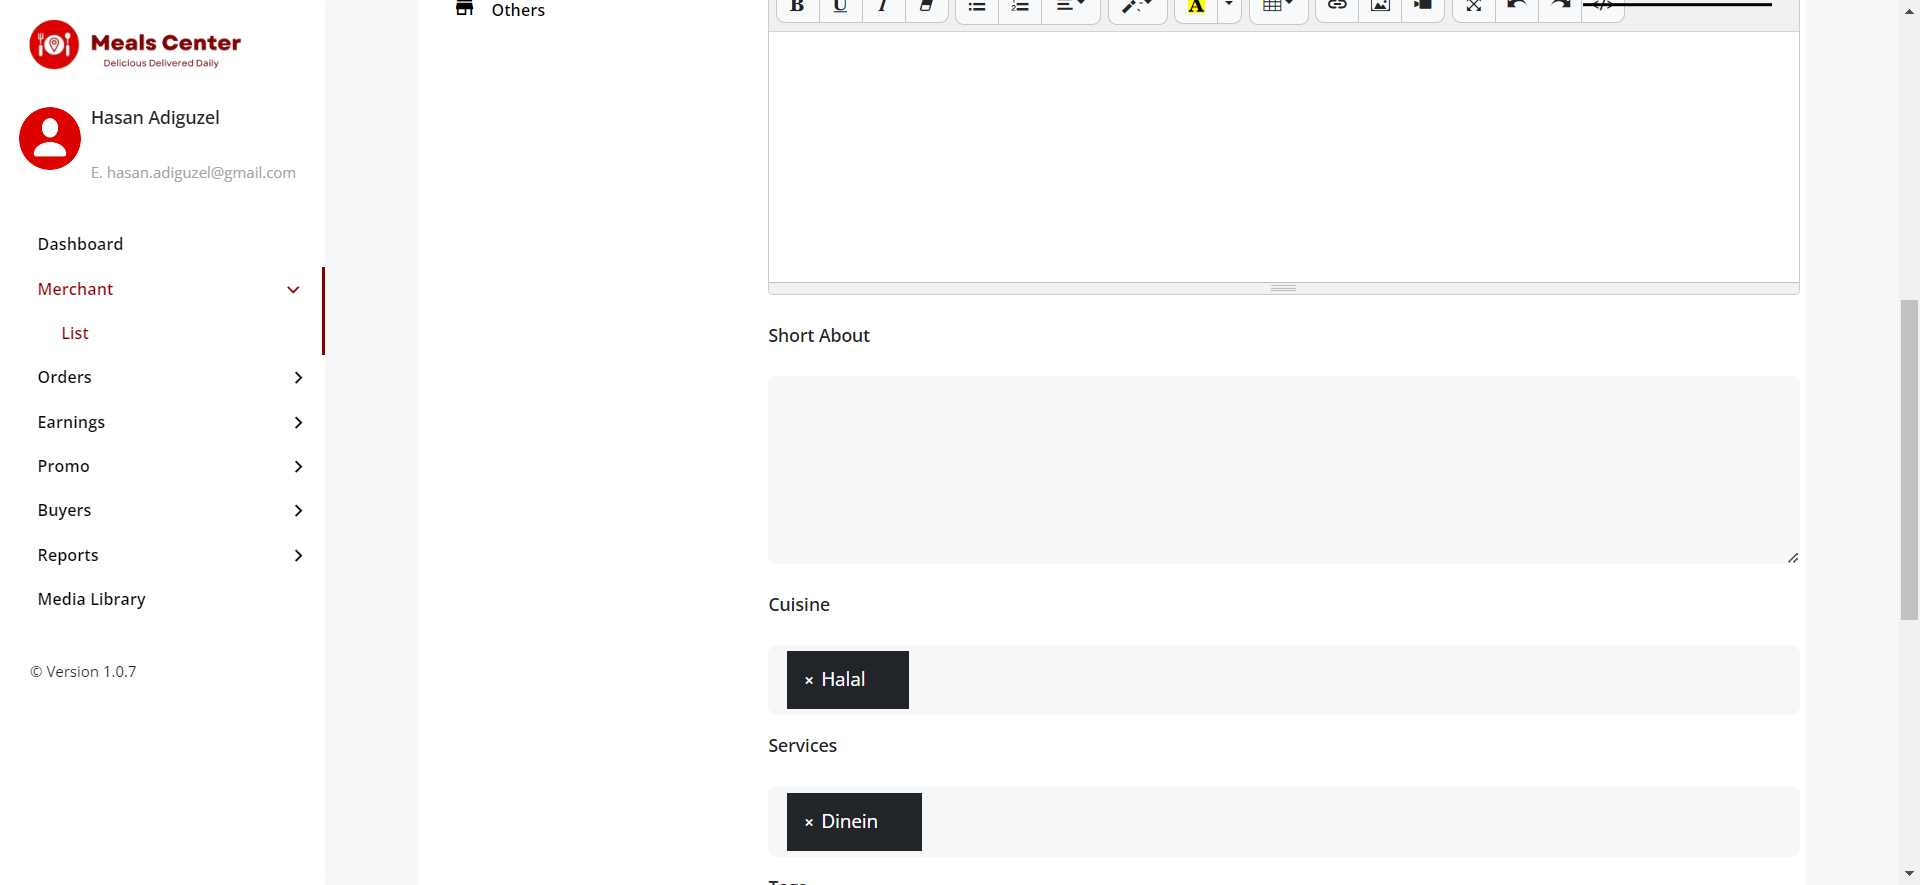 Meals Center
Delicious Delivered Daily
Hasan Adiguzel
E. hasan.adiguzel@gmail.com
Dashboard
Merchant
List
Orders
Earnings
Promo
Buyers
Reports
Media Library
© Version 1.0.7
Others
B U I A
Short About
Cuisine
× Halal
Services
× Dinein
Tags